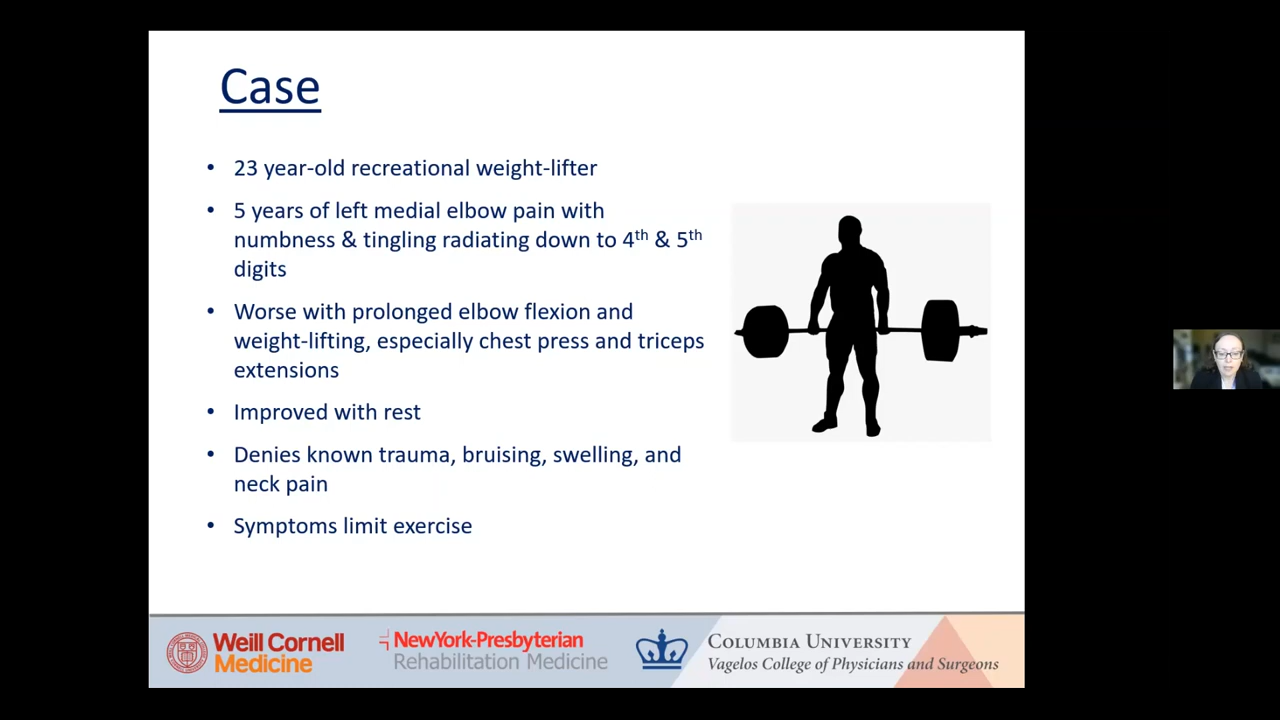 Case
• 23 year-old recreational weight-lifter
• 5 years of left medial elbow pain with
numbness & tingling radiating down to 4th & 5th
digits
• Worse with prolonged elbow flexion and
weight-lifting, especially chest press and triceps
extensions
• Improved with rest
• Denies known trauma, bruising, swelling, and
neck pain
• Symptoms limit exercise
Weill Cornell
Medicine
NewYork-Presbyterian
Rehabilitation Medicine
COLUMBIA UNIVERSITY
Vagelos College of Physicians and Surgeons